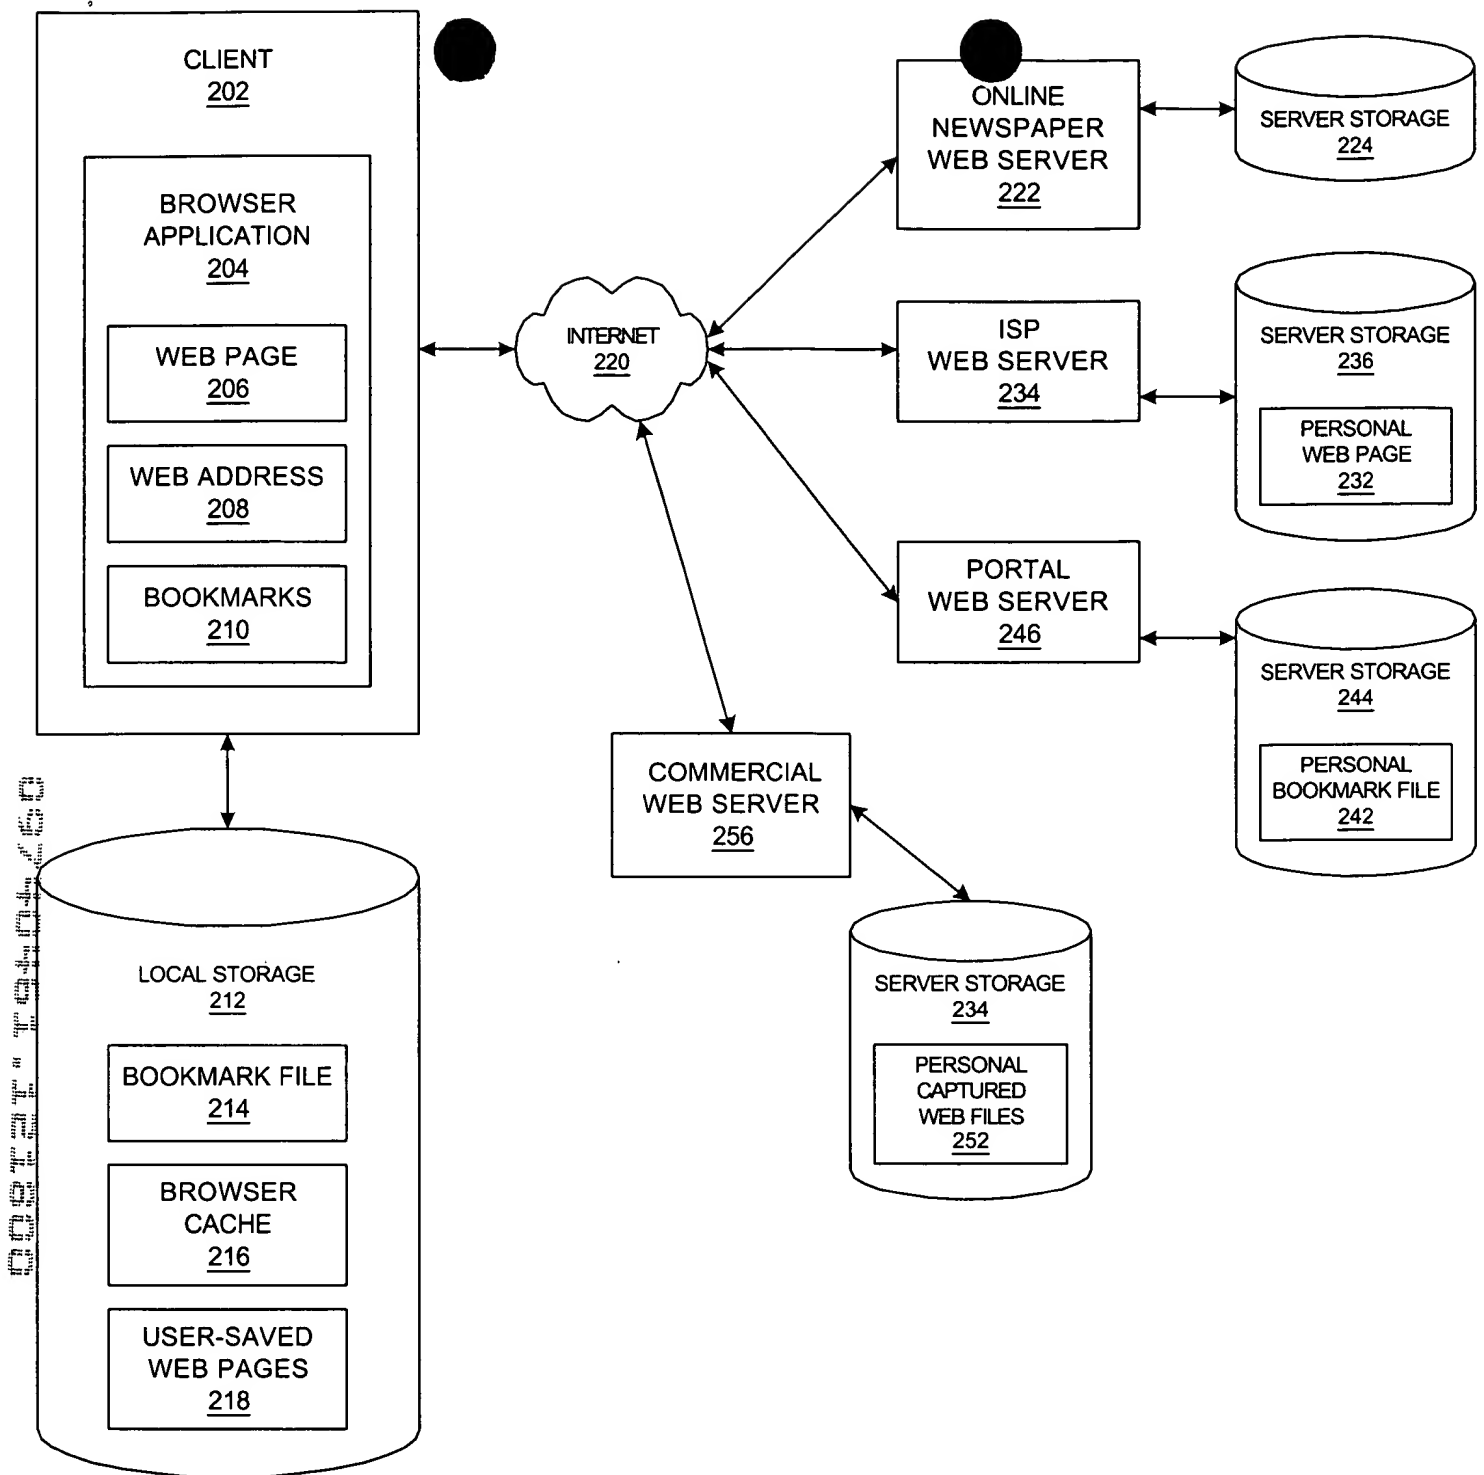 CLIENT
202
BROWSER
APPLICATION
204
WEB PAGE
206
WEB ADDRESS
208
BOOKMARKS
210
LOCAL STORAGE
212
BOOKMARK FILE
214
BROWSER
CACHE
216
USER-SAVED
WEB PAGES
218
INTERNET
220
ONLINE
NEWSPAPER
WEB SERVER
222
SERVER STORAGE
224
ISP
WEB SERVER
234
SERVER STORAGE
236
PERSONAL
WEB PAGE
232
PORTAL
WEB SERVER
246
SERVER STORAGE
244
PERSONAL
BOOKMARK FILE
242
COMMERCIAL
WEB SERVER
256
SERVER STORAGE
234
PERSONAL
CAPTURED
WEB FILES
252